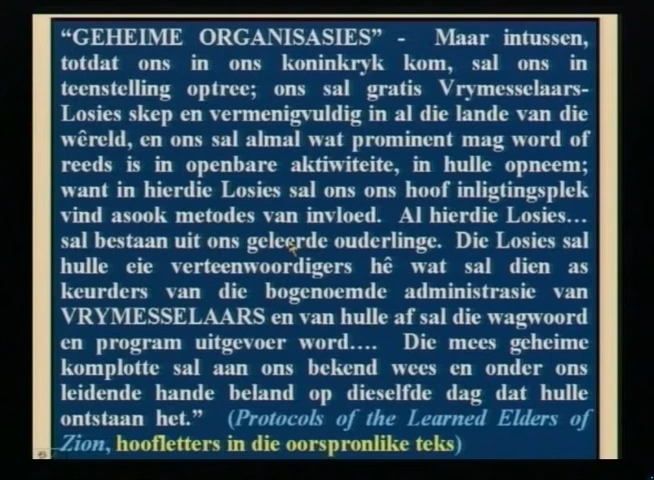 “GEHEIME ORGANISASIES” - Maar intussen,
totdat ons in ons koninkryk kom, sal ons in
teenstelling optree; ons sal gratis Vrymesselaars-
Losies skep en vermenigvuldig in al die lande van die
wêreld, en ons sal almal wat prominent mag word of
reeds is in openbare aktiwiteite, in hulle opneem;
want in hierdie Losies sal ons ons hoof inligtingsplek
vind asook metodes van invloed. Al hierdie Losies…
sal bestaan uit ons geleerde ouderlinge. Die Losies sal
hulle eie verteenwoordigers hê wat sal dien as
keurders van die bogenoemde administrasie van
VRYMESSELAARS en van hulle af sal die wagwoord
en program uitgevoer word…. Die mees geheime
komplotte sal aan ons bekend wees en onder ons
leidende hande beland op dieselfde dag dat hulle
ontstaan het.” (Protocols of the Learned Elders of
Zion, hoofletters in die oorspronlike teks)